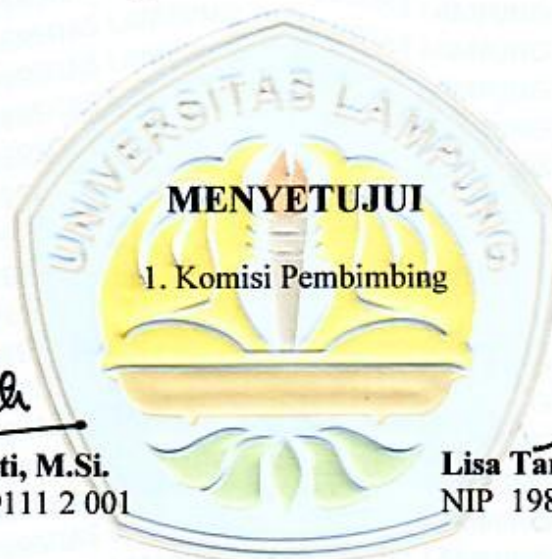 UNIVERSITAS LAMPUNG
MENYETUJUI
1. Komisi Pembimbing
ti, M.Si.
9111 2 001
Lisa Ta
NIP 198